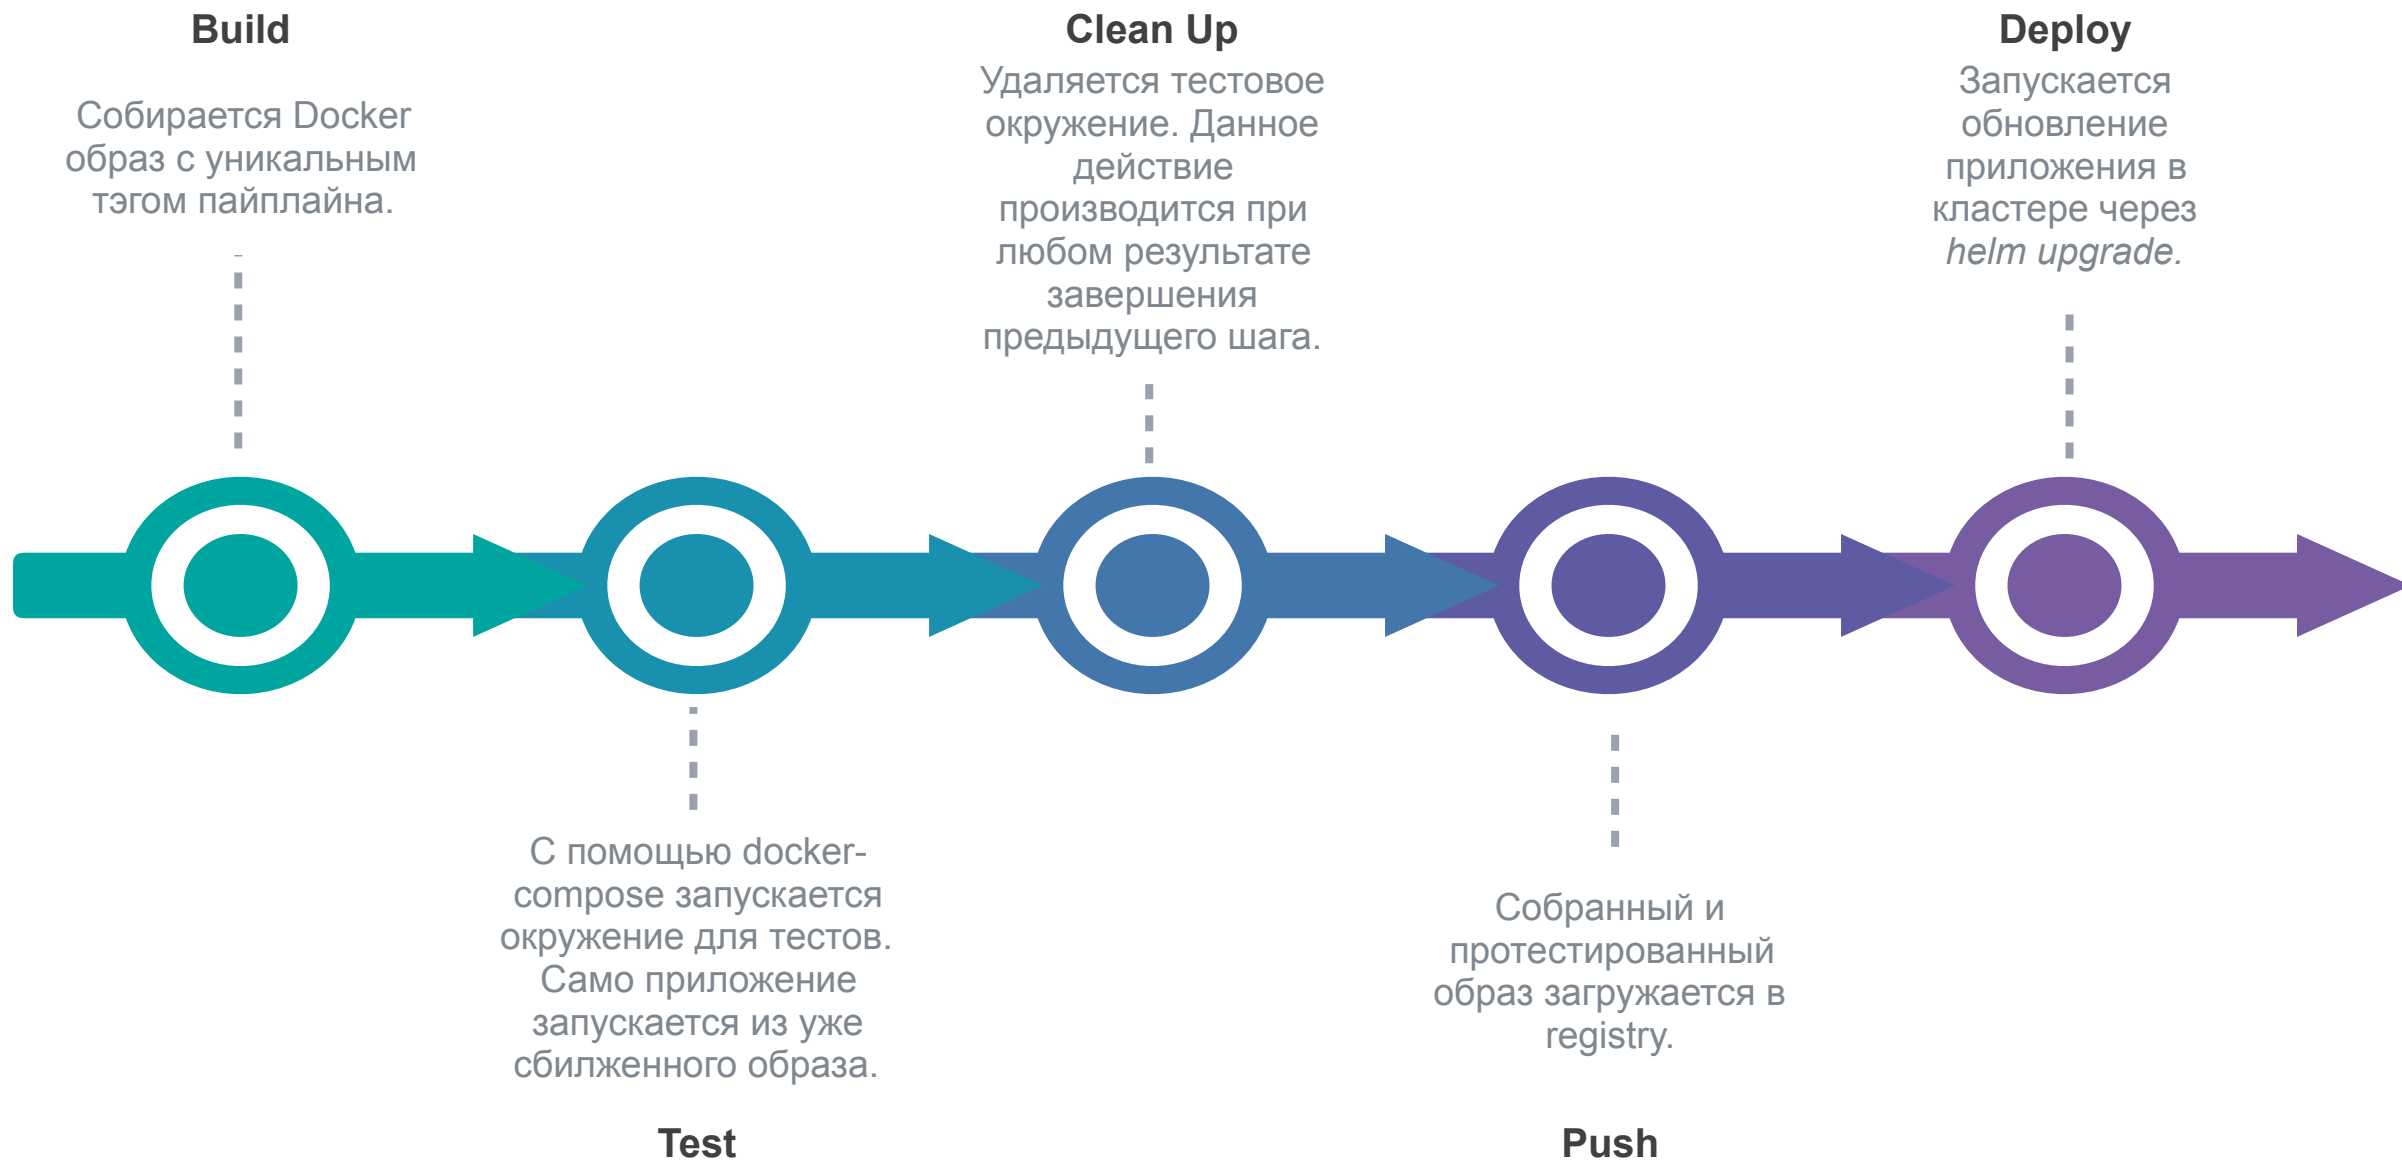 Build
Собирается Docker
образ с уникальным
тэгом пайплайна.
С помощью docker-
compose запускается
окружение для тестов.
Само приложение
запускается из уже
сбилженного образа.
Test
Clean Up
Удаляется тестовое
окружение. Данное
действие
производится при
любом результате
завершения
предыдущего шага.
Собранный и
протестированный
образ загружается в
registry.
Push
Deploy
Запускается
обновление
приложения в
кластере через
helm upgrade.